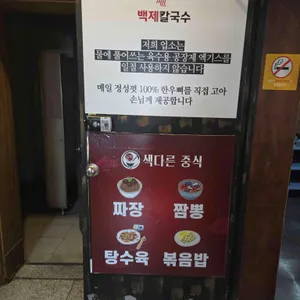 백제칼국수
저희 업소는
물에 풀어쓰는 육수용 공장제 엑기스를
일절 사용하지 않습니다
매일 정성껏 100% 한우뼈를 직접 고아
손님께 제공합니다
색다른 중식
짜장 짬뽕
탕수육 볶음밥